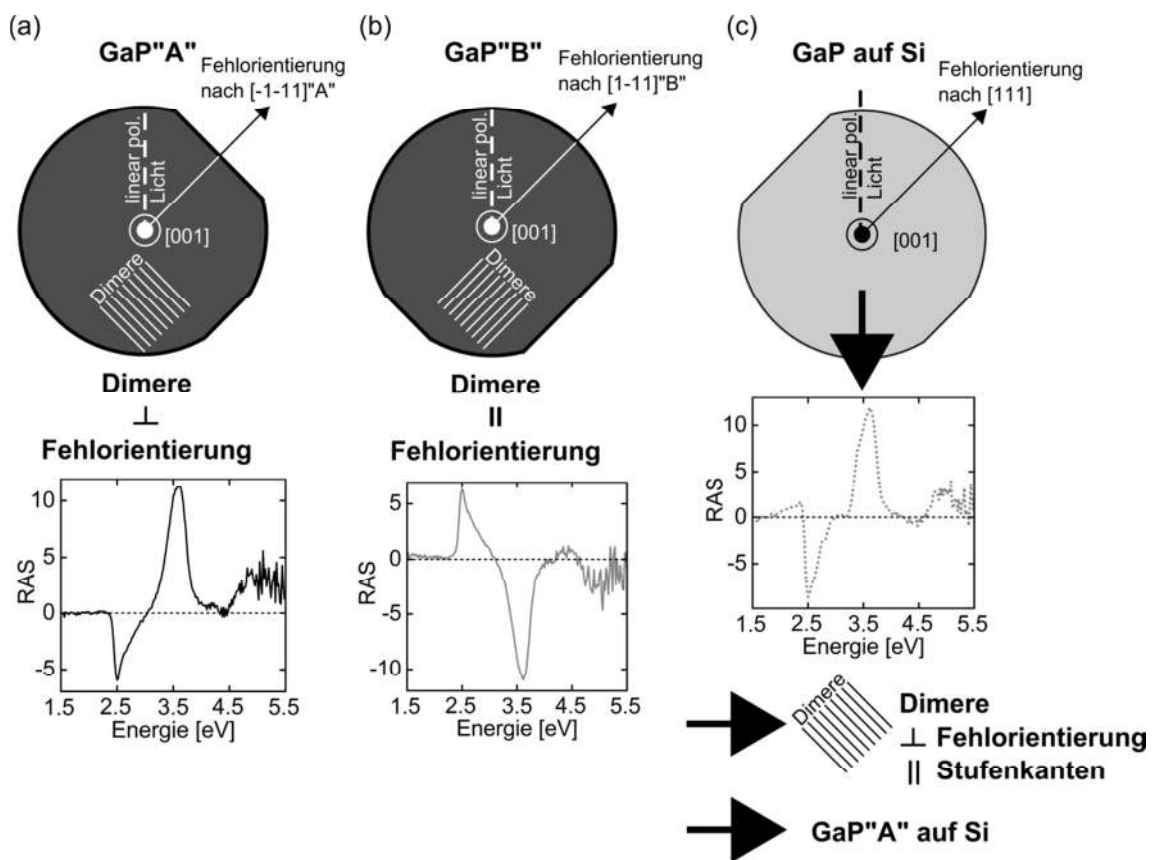 (a)
GaP"A"
Fehlorientierung
nach [-1-11]"A"
linear pol.
Licht
[001]
Dimere
Dimere
⊥
Fehlorientierung
10
5
0
-5
RAS
1.5 2.5 3.5 4.5 5.5
Energie [eV]
(b)
GaP"B"
Fehlorientierung
nach [1-11]"B"
linear pol.
Licht
[001]
Dimere
Dimere
||
Fehlorientierung
5
0
-5
-10
RAS
1.5 2.5 3.5 4.5 5.5
Energie [eV]
(c)
GaP auf Si
Fehlorientierung
nach [111]
linear pol.
Licht
[001]
10
5
0
-5
RAS
1.5 2.5 3.5 4.5 5.5
Energie [eV]
Dimere
Dimere
⊥ Fehlorientierung
|| Stufenkanten
GaP"A" auf Si